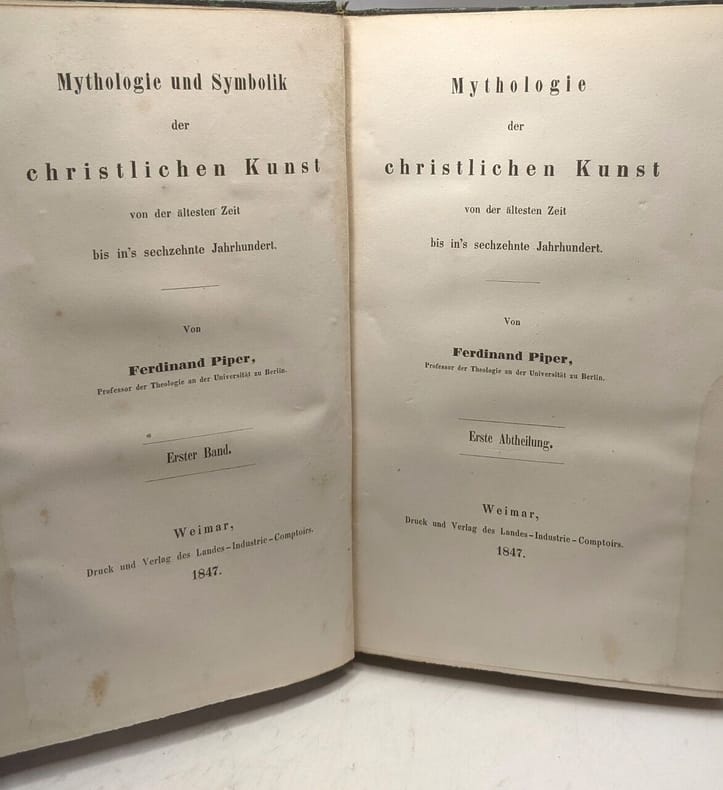 Mythologie und Symbolik
der
christlichen Kunst
von der ältesten Zeit
bis in's sechzehnte Jahrhundert.
Von
Ferdinand Piper,
Professor der Theologie an der Universität zu Berlin.
Erster Band.
Weimar,
Druck und Verlag des Landes-Industrie-Comptoirs.
1847.
Mythologie
der
christlichen Kunst
von der ältesten Zeit
bis in's sechzehnte Jahrhundert.
Von
Ferdinand Piper,
Professor der Theologie an der Universität zu Berlin.
Erste Abtheilung.
Weimar,
Druck und Verlag des Landes-Industrie-Comptoirs.
1847.